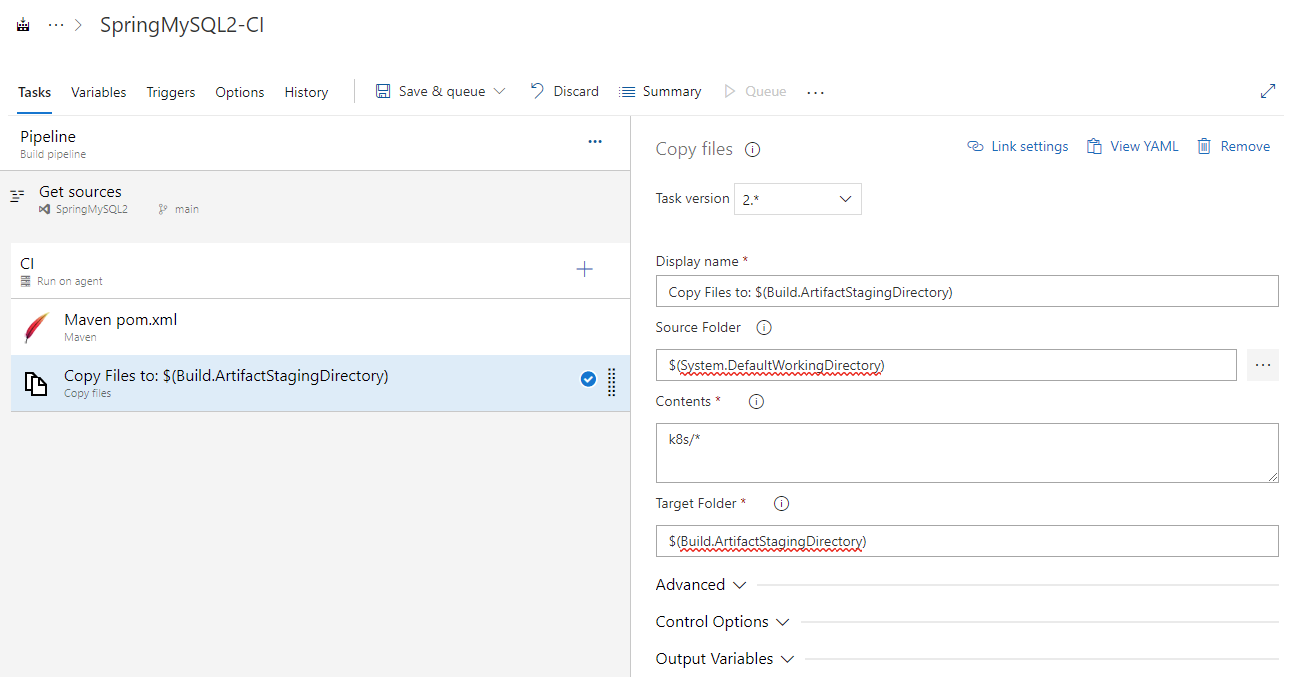 ··· > SpringMySQL2-CI
Tasks Variables Triggers Options History Save & queue Discard Summary Queue ···
Pipeline ···
Build pipeline
Get sources
SpringMySQL2 main
CI +
Run on agent
Maven pom.xml
Maven
Copy Files to: $(Build.ArtifactStagingDirectory)
Copy files
Copy files Link settings View YAML Remove
Task version 2.*
Display name *
Copy Files to: $(Build.ArtifactStagingDirectory)
Source Folder
$(System.DefaultWorkingDirectory) ···
Contents *
k8s/*
Target Folder *
$(Build.ArtifactStagingDirectory)
Advanced
Control Options
Output Variables